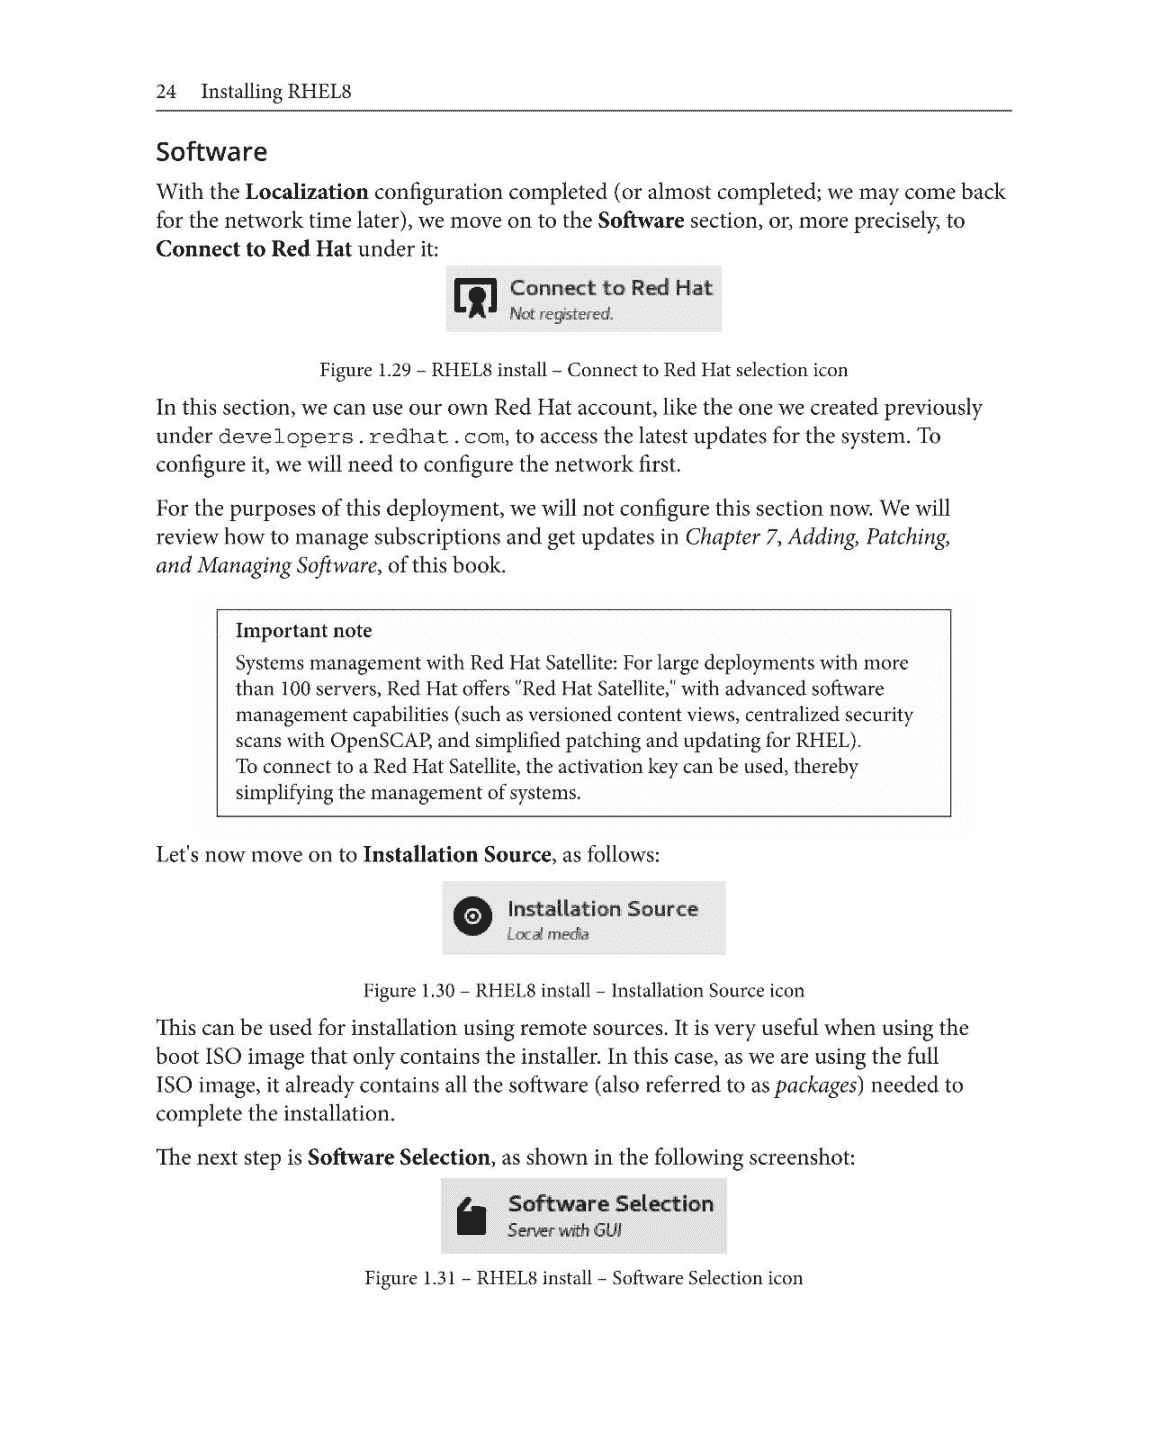 24 Installing RHEL8
Software
With the Localization configuration completed (or almost completed; we may come back
for the network time later), we move on to the Software section, or, more precisely, to
Connect to Red Hat under it:
Connect to Red Hat
Not registered.
Figure 1.29 – RHEL8 install – Connect to Red Hat selection icon
In this section, we can use our own Red Hat account, like the one we created previously
under developers.redhat.com, to access the latest updates for the system. To
configure it, we will need to configure the network first.
For the purposes of this deployment, we will not configure this section now. We will
review how to manage subscriptions and get updates in Chapter 7, Adding, Patching,
and Managing Software, of this book.
Important note
Systems management with Red Hat Satellite: For large deployments with more
than 100 servers, Red Hat offers "Red Hat Satellite," with advanced software
management capabilities (such as versioned content views, centralized security
scans with OpenSCAP, and simplified patching and updating for RHEL).
To connect to a Red Hat Satellite, the activation key can be used, thereby
simplifying the management of systems.
Let's now move on to Installation Source, as follows:
Installation Source
Local media
Figure 1.30 – RHEL8 install – Installation Source icon
This can be used for installation using remote sources. It is very useful when using the
boot ISO image that only contains the installer. In this case, as we are using the full
ISO image, it already contains all the software (also referred to as packages) needed to
complete the installation.
The next step is Software Selection, as shown in the following screenshot:
Software Selection
Server with GUI
Figure 1.31 – RHEL8 install – Software Selection icon